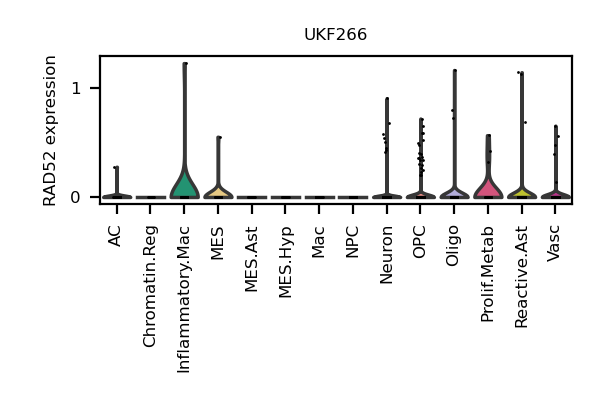 UKF266
RAD52 expression
1
0
AC
Chromatin.Reg
Inflammatory.Mac
MES
MES.Ast
MES.Hyp
Mac
NPC
Neuron
OPC
Oligo
Prolif.Metab
Reactive.Ast
Vasc